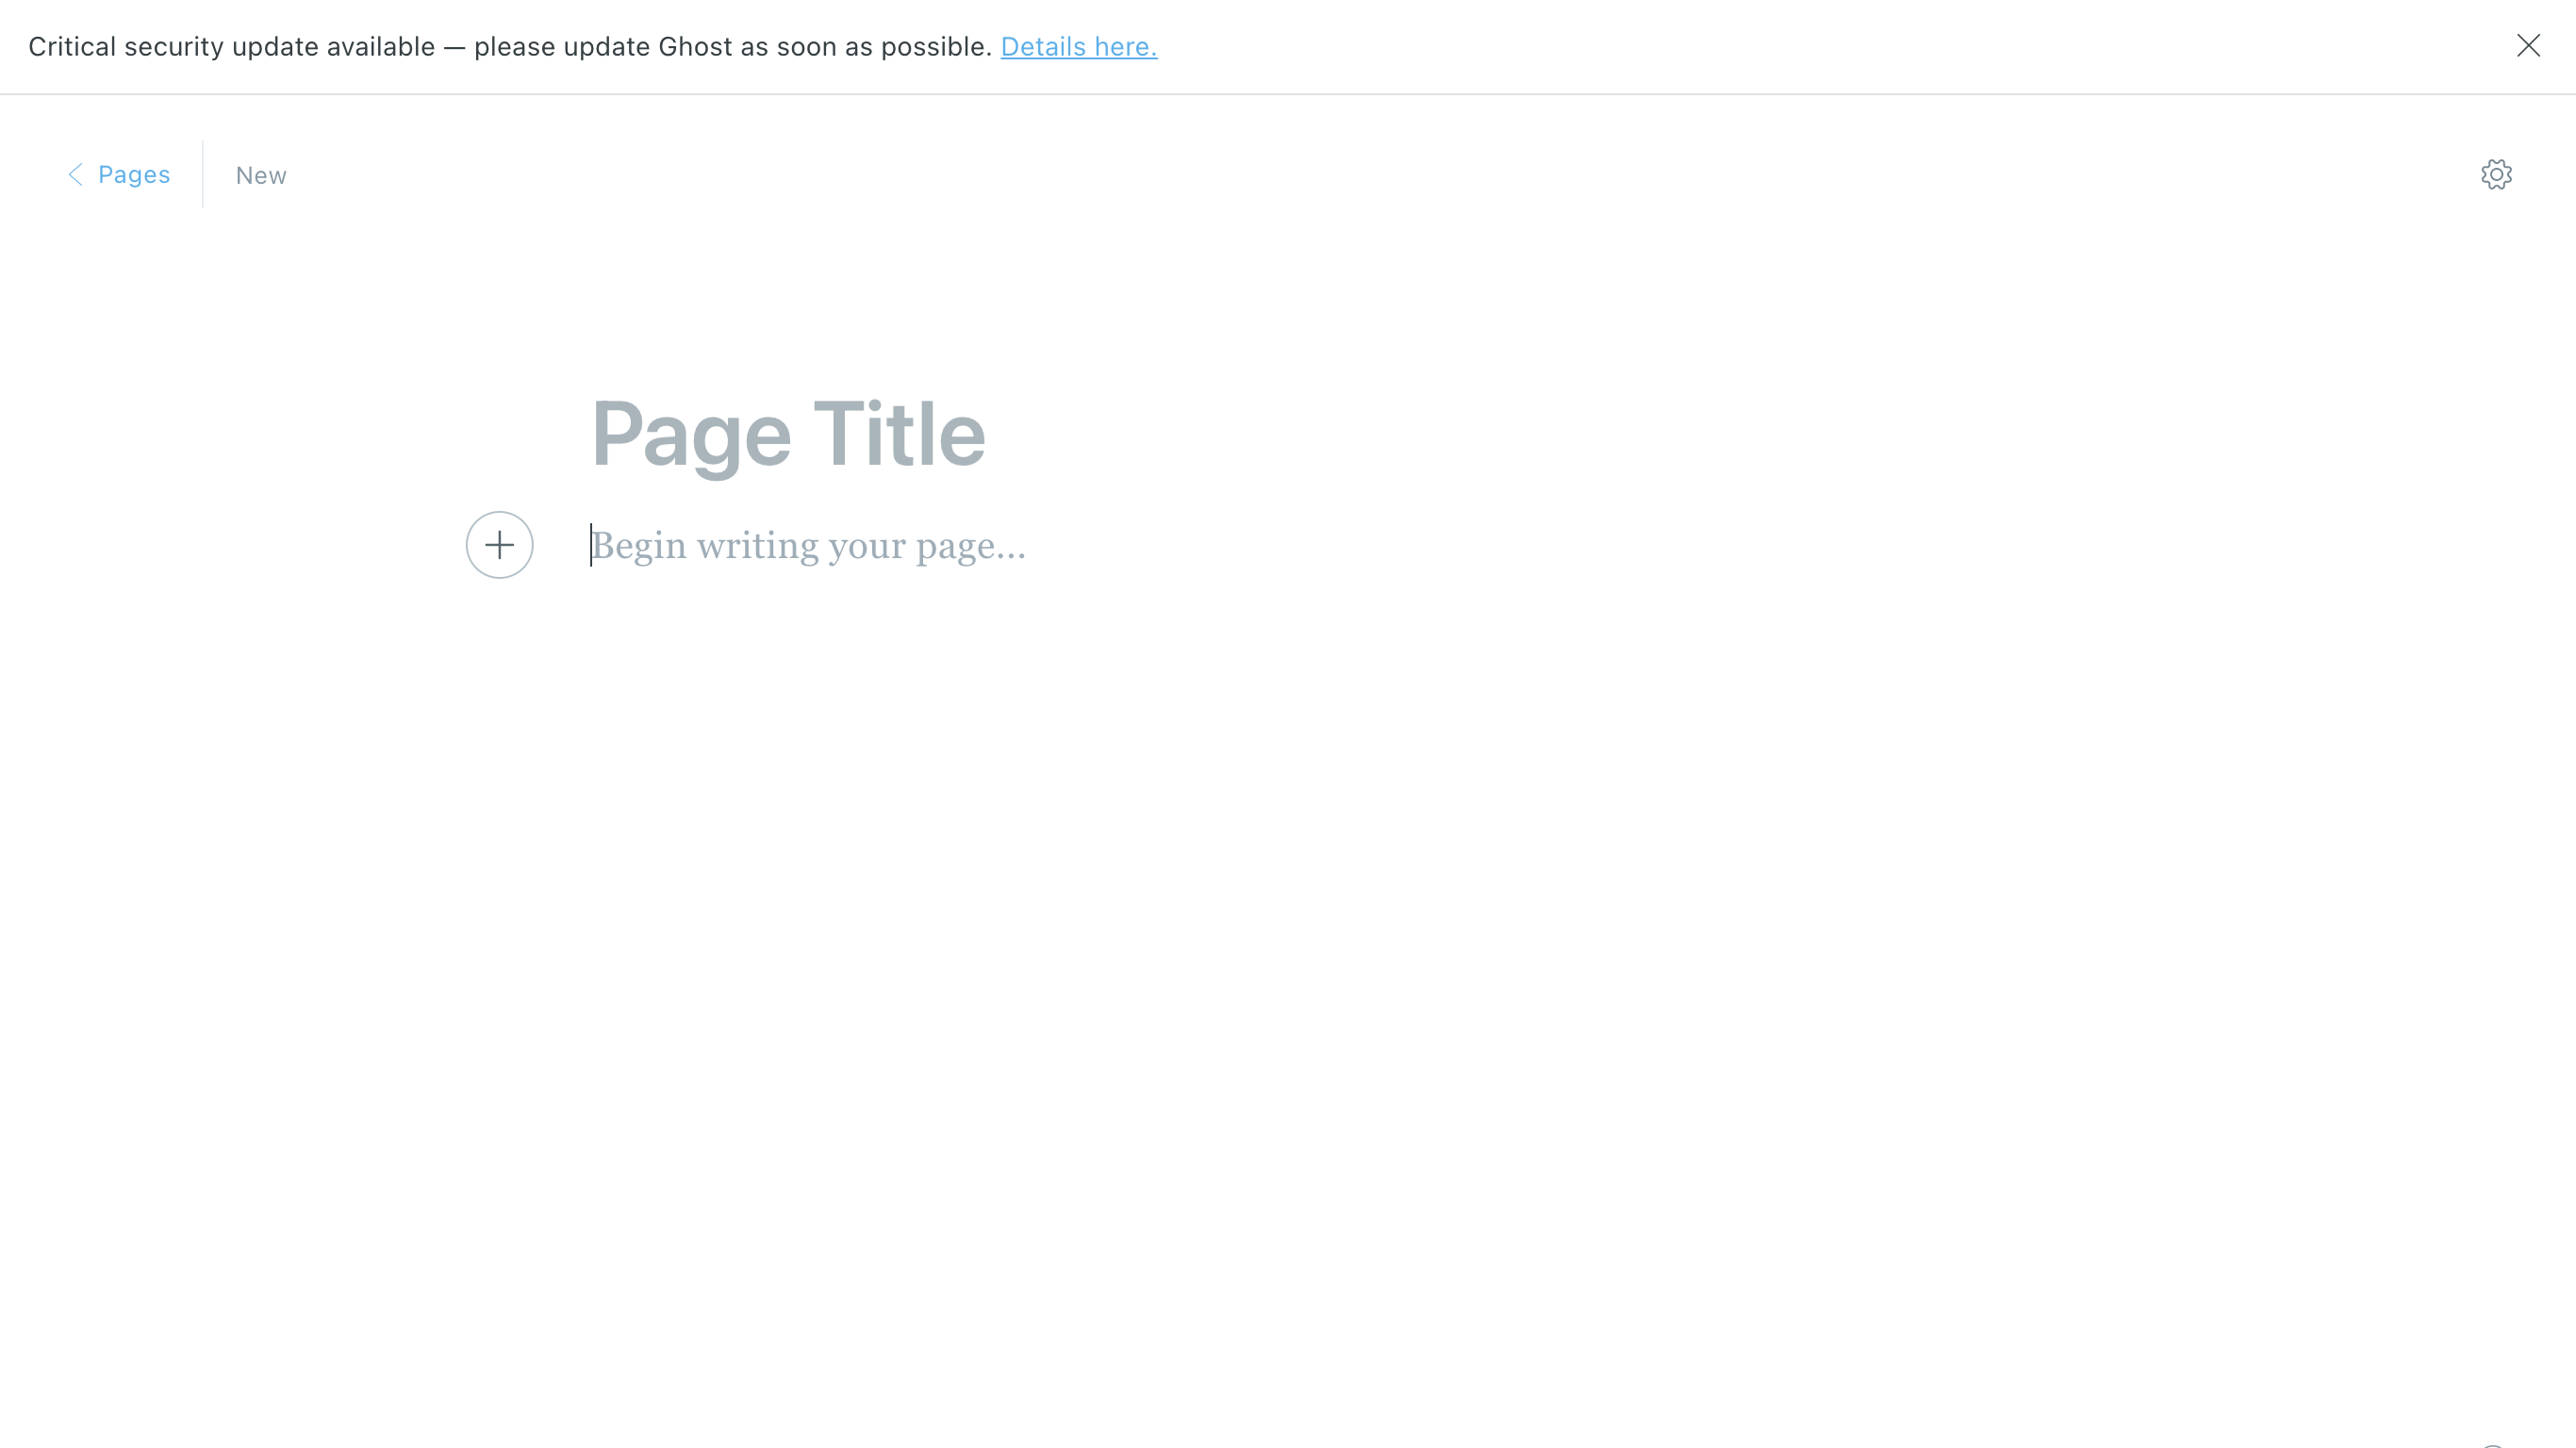 Critical security update available — please update Ghost as soon as possible. Details here.
Pages
New
Page Title
Begin writing your page...